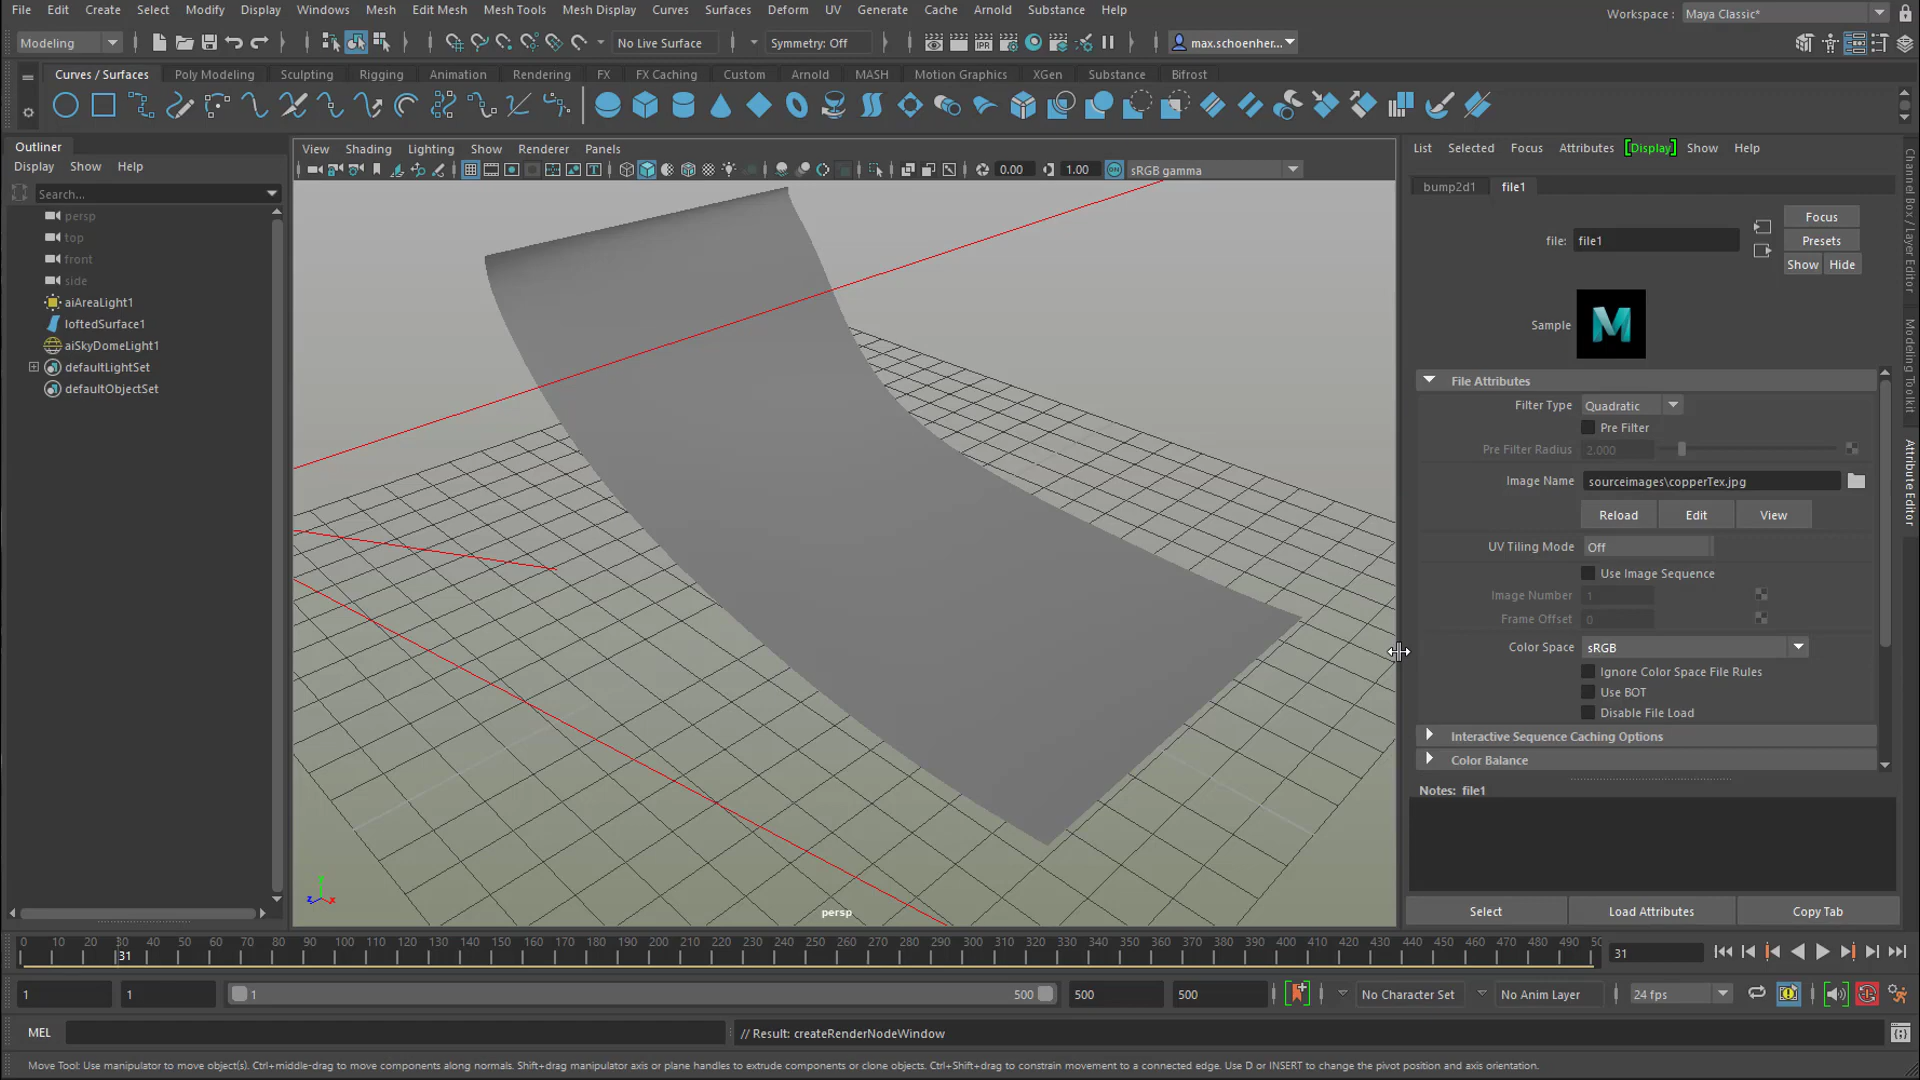 File Edit Create Select Modify Display Windows Mesh Edit Mesh Mesh Tools Mesh Display Curves Surfaces Deform UV Generate Cache Arnold Substance Help
Workspace : Maya Classic*
Modeling No Live Surface Symmetry: Off max.schoenher...
Curves / Surfaces Poly Modeling Sculpting Rigging Animation Rendering FX FX Caching Custom Arnold MASH Motion Graphics XGen Substance Bifrost
Outliner
Display Show Help
Search...
persp
top
front
side
aiAreaLight1
loftedSurface1
aiSkyDomeLight1
defaultLightSet
defaultObjectSet
View Shading Lighting Show Renderer Panels
0.00 1.00 sRGB gamma
persp
List Selected Focus Attributes [Display] Show Help
bump2d1 file1
file: file1
Focus
Presets
Show Hide
Sample
File Attributes
Filter Type Quadratic
Pre Filter
Pre Filter Radius 2.000
Image Name sourceimages\copperTex.jpg
Reload Edit View
UV Tiling Mode Off
Use Image Sequence
Image Number 1
Frame Offset 0
Color Space sRGB
Ignore Color Space File Rules
Use BOT
Disable File Load
Interactive Sequence Caching Options
Color Balance
Notes: file1
Select Load Attributes Copy Tab
Channel Box / Layer Editor
Modeling Toolkit
Attribute Editor
0 10 20 30 40 50 60 70 80 90 100 110 120 130 140 150 160 170 180 190 200 210 220 230 240 250 260 270 280 290 300 310 320 330 340 350 360 370 380 390 400 410 420 430 440 450 460 470 480 490 50
31
31
1 1 1 500 500 500 No Character Set No Anim Layer 24 fps
MEL // Result: createRenderNodeWindow
Move Tool: Use manipulator to move object(s). Ctrl+middle-drag to move components along normals. Shift+drag manipulator axis or plane handles to extrude components or clone objects. Ctrl+Shift+drag to constrain movement to a connected edge. Use D or INSERT to change the pivot position and axis orientation.